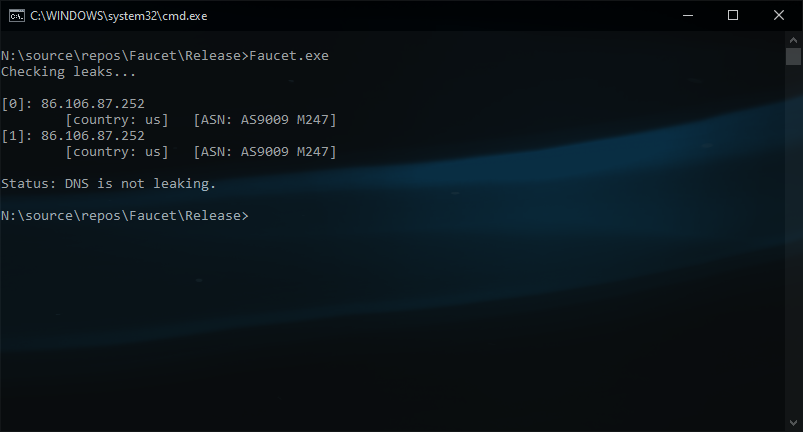 C:\WINDOWS\system32\cmd.exe
N:\source\repos\Faucet\Release>Faucet.exe
Checking leaks...
[0]: 86.106.87.252
[country: us] [ASN: AS9009 M247]
[1]: 86.106.87.252
[country: us] [ASN: AS9009 M247]
Status: DNS is not leaking.
N:\source\repos\Faucet\Release>